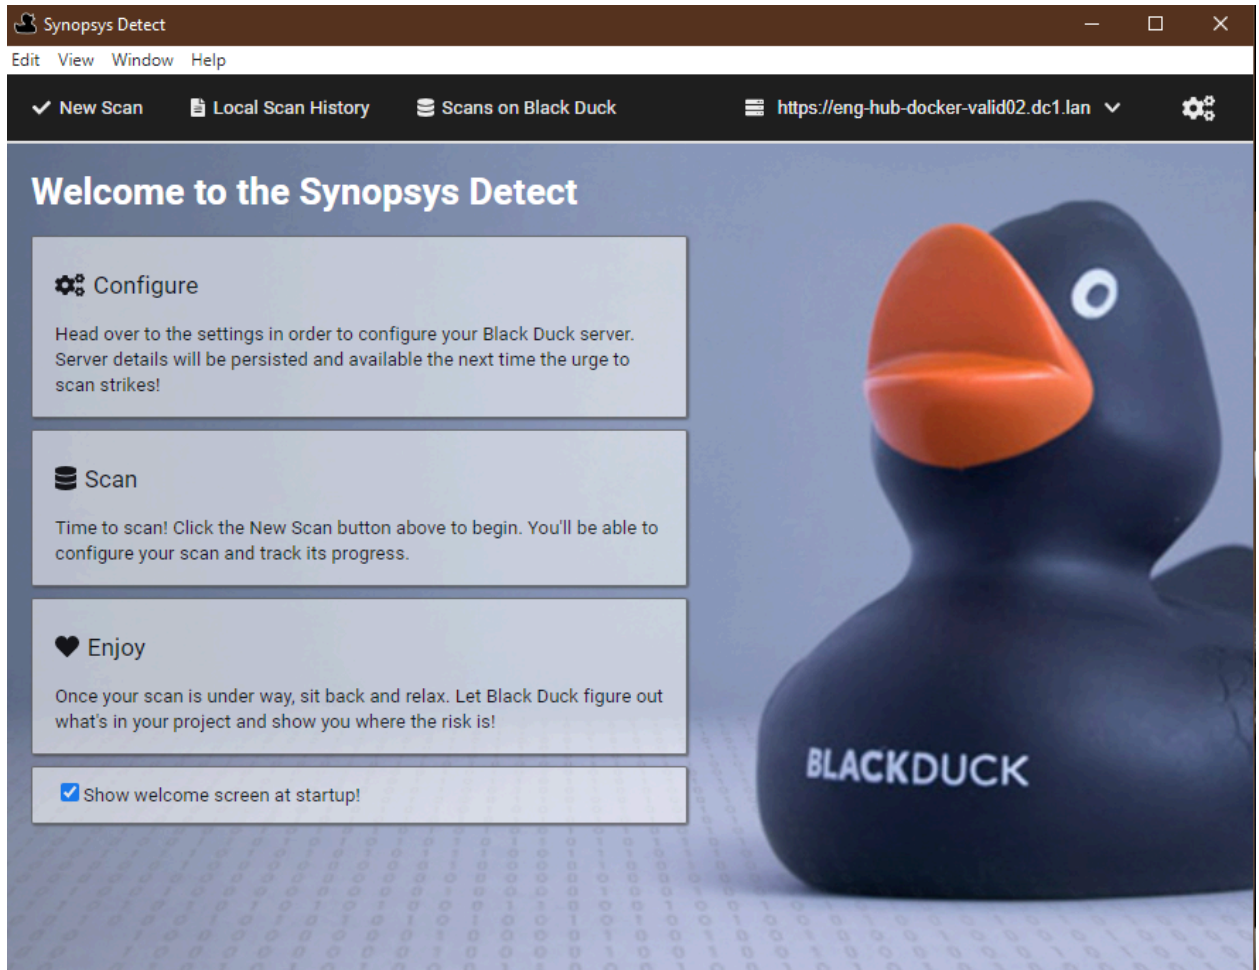 Synopsys Detect
Edit View Window Help
New Scan Local Scan History Scans on Black Duck https://eng-hub-docker-valid02.dc1.lan
Welcome to the Synopsys Detect
Configure
Head over to the settings in order to configure your Black Duck server.
Server details will be persisted and available the next time the urge to
scan strikes!
Scan
Time to scan! Click the New Scan button above to begin. You'll be able to
configure your scan and track its progress.
Enjoy
Once your scan is under way, sit back and relax. Let Black Duck figure out
what's in your project and show you where the risk is!
Show welcome screen at startup!
BLACKDUCK